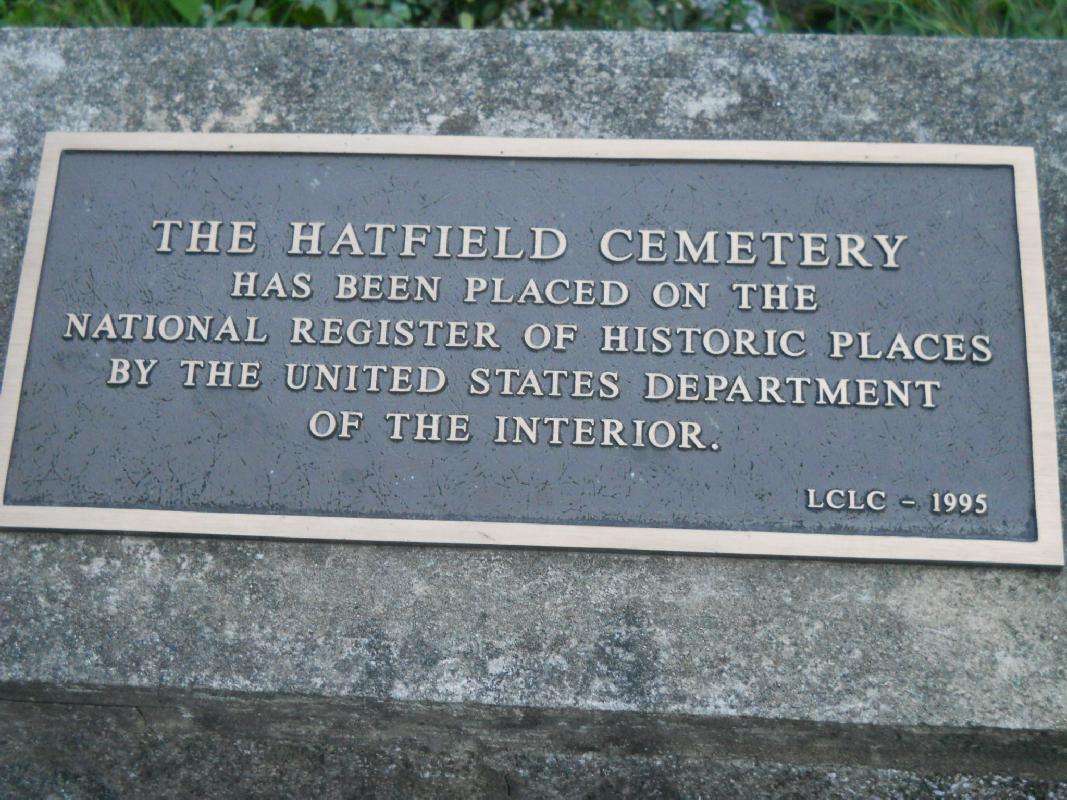 THE HATFIELD CEMETERY
HAS BEEN PLACED ON THE
NATIONAL REGISTER OF HISTORIC PLACES
BY THE UNITED STATES DEPARTMENT
OF THE INTERIOR.
LCLC - 1995